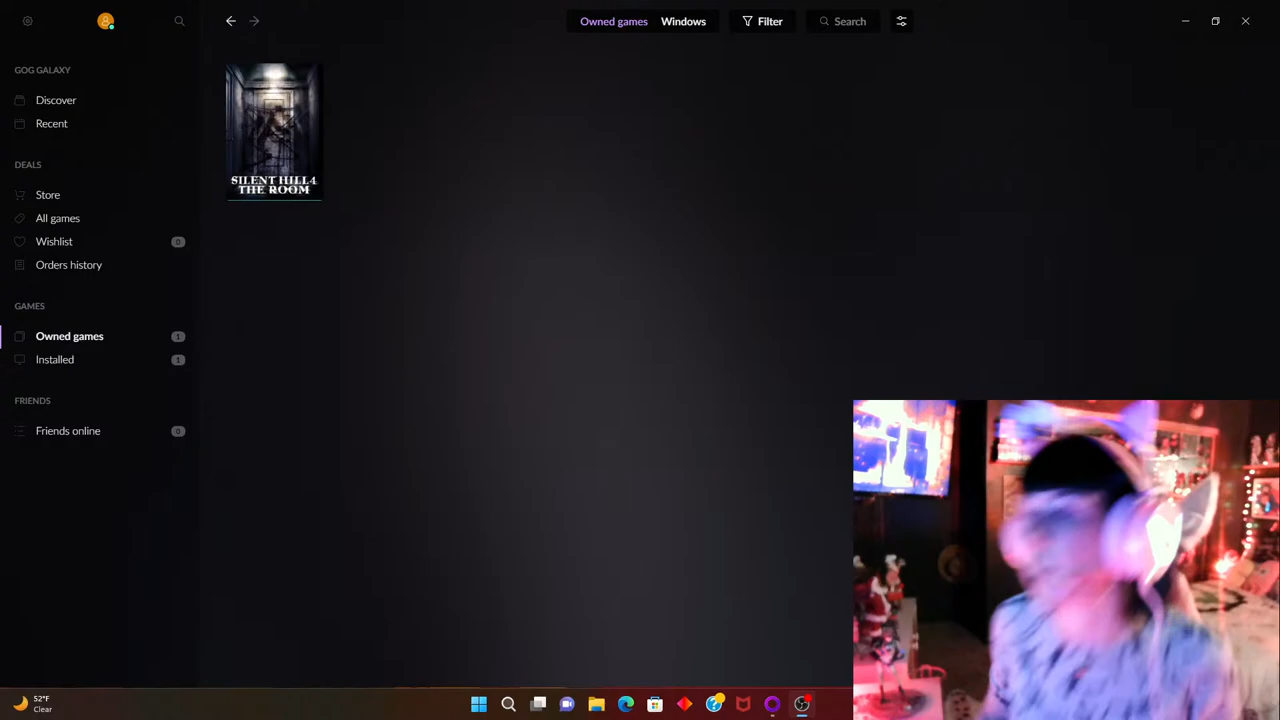 Owned games Windows Filter Search
GOG GALAXY
Discover
Recent
DEALS
Store
All games
Wishlist 0
Orders history
GAMES
Owned games 1
Installed 1
FRIENDS
Friends online 0
SILENT HILL 4
THE ROOM
52°F
Clear